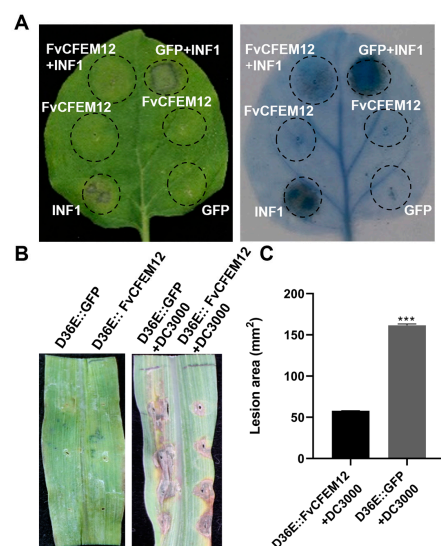 A
FvCFEM12
+INF1
GFP+INF1
FvCFEM12
FvCFEM12
INF1
GFP
FvCFEM12
+INF1
GFP+INF1
FvCFEM12
FvCFEM12
INF1
GFP
B
D36E::GFP
D36E:: FvCFEM12
D36E::GFP
+DC3000
D36E:: FvCFEM12
+DC3000
C
Lesion area (mm²)
200
150
100
50
0
***
D36E::FvCFEM12
+DC3000
D36E::GFP
+DC3000